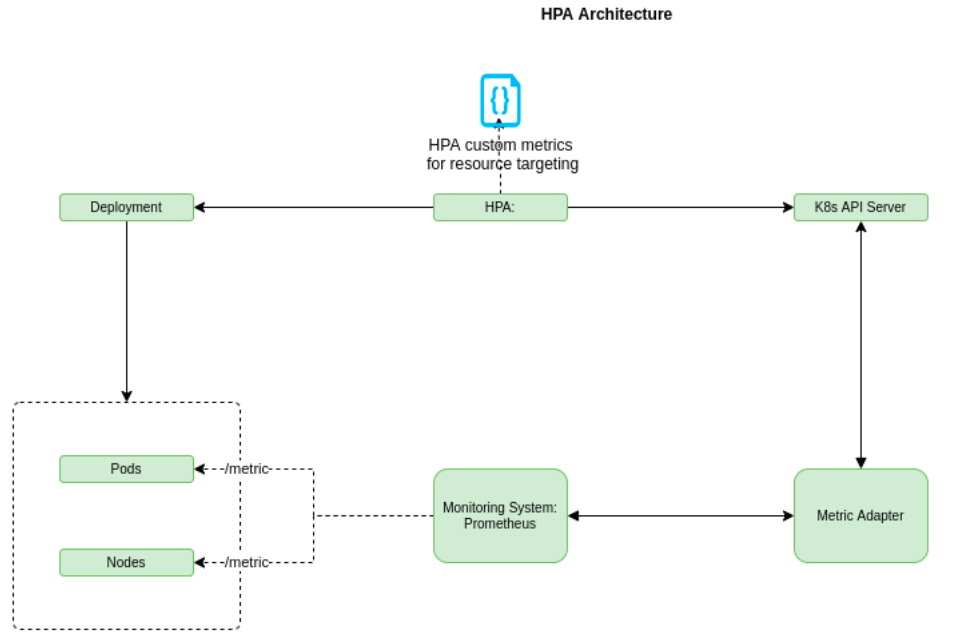 HPA Architecture
{}
HPA custom metrics
for resource targeting
Deployment
HPA:
K8s API Server
Pods
/metric
Monitoring System:
Prometheus
Metric Adapter
Nodes
/metric